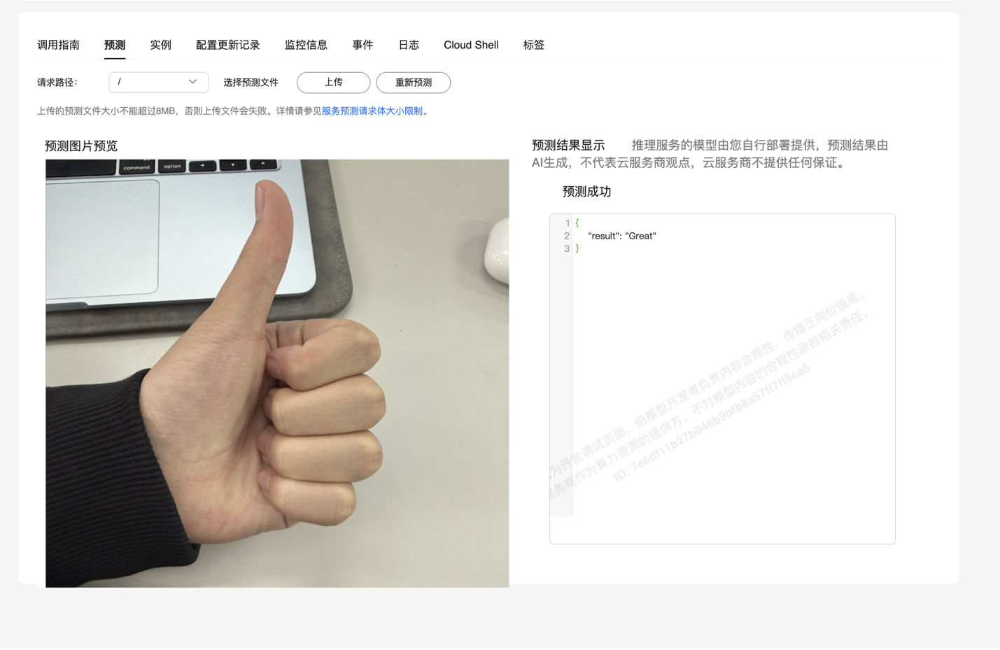 调用指南 预测 实例 配置更新记录 监控信息 事件 日志 Cloud Shell 标签
请求路径： / 选择预测文件 上传 重新预测
上传的预测文件大小不能超过8MB，否则上传文件会失败。详情请参见服务预测请求体大小限制。
预测图片预览
command option
预测结果显示 推理服务的模型由您自行部署提供，预测结果由
AI生成，不代表云服务商观点，云服务商不提供任何保证。
预测成功
1 {
2 "result": "Great"
3 }
为开发调试页面，由模型开发者负责内容合规性，传播正向价值观。
服务商作为算力资源的提供方，不对模型内容的合规性承担相关责任。
ID: 7e6df11b27b046b9bfb8a57ff7ff5ca5